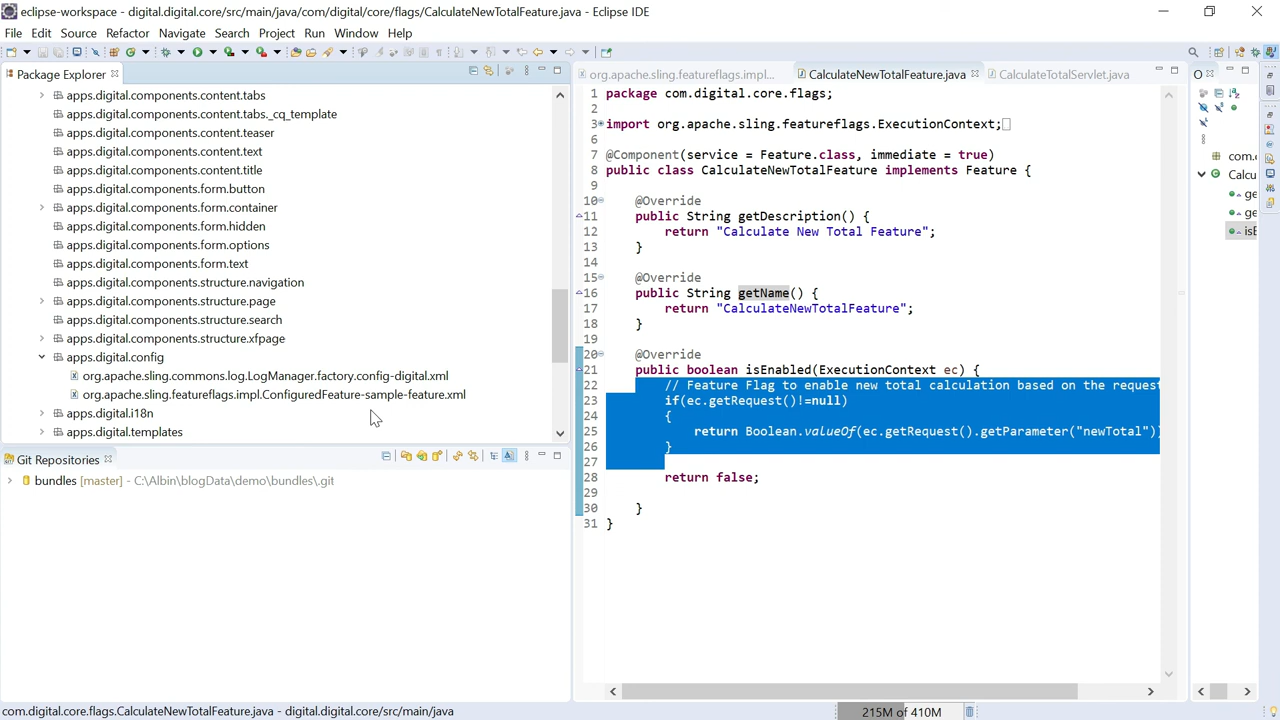 eclipse-workspace - digital.digital.core/src/main/java/com/digital/core/flags/CalculateNewTotalFeature.java - Eclipse IDE
File Edit Source Refactor Navigate Search Project Run Window Help
Package Explorer
apps.digital.components.content.tabs
apps.digital.components.content.tabs._cq_template
apps.digital.components.content.teaser
apps.digital.components.content.text
apps.digital.components.content.title
apps.digital.components.form.button
apps.digital.components.form.container
apps.digital.components.form.hidden
apps.digital.components.form.options
apps.digital.components.form.text
apps.digital.components.structure.navigation
apps.digital.components.structure.page
apps.digital.components.structure.search
apps.digital.components.structure.xfpage
apps.digital.config
org.apache.sling.commons.log.LogManager.factory.config-digital.xml
org.apache.sling.featureflags.impl.ConfiguredFeature-sample-feature.xml
apps.digital.i18n
apps.digital.templates
Git Repositories
bundles [master] - C:\Albin\blogData\demo\bundles\.git
org.apache.sling.featureflags.impl... CalculateNewTotalFeature.java CalculateTotalServlet.java
1 package com.digital.core.flags;
2
3 import org.apache.sling.featureflags.ExecutionContext;
6
7 @Component(service = Feature.class, immediate = true)
8 public class CalculateNewTotalFeature implements Feature {
9
10 @Override
11 public String getDescription() {
12 return "Calculate New Total Feature";
13 }
14
15 @Override
16 public String getName() {
17 return "CalculateNewTotalFeature";
18 }
19
20 @Override
21 public boolean isEnabled(ExecutionContext ec) {
22 // Feature Flag to enable new total calculation based on the request
23 if(ec.getRequest()!=null)
24 {
25 return Boolean.valueOf(ec.getRequest().getParameter("newTotal"))
26 }
27
28 return false;
29
30 }
31 }
O
com.
Calcu
ge
ge
isE
com.digital.core.flags.CalculateNewTotalFeature.java - digital.digital.core/src/main/java
215M of 410M